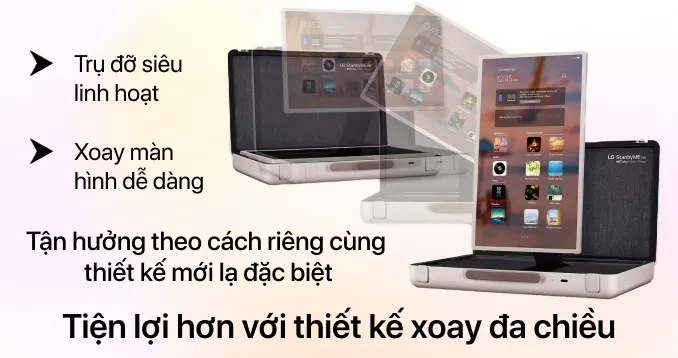 Trụ đỡ siêu
linh hoạt
Xoay màn
hình dễ dàng
Tận hưởng theo cách riêng cùng
thiết kế mới lạ đặc biệt
Tiện lợi hơn với thiết kế xoay đa chiều
LG StanbyME Go
12:45
LG StanbyME Go